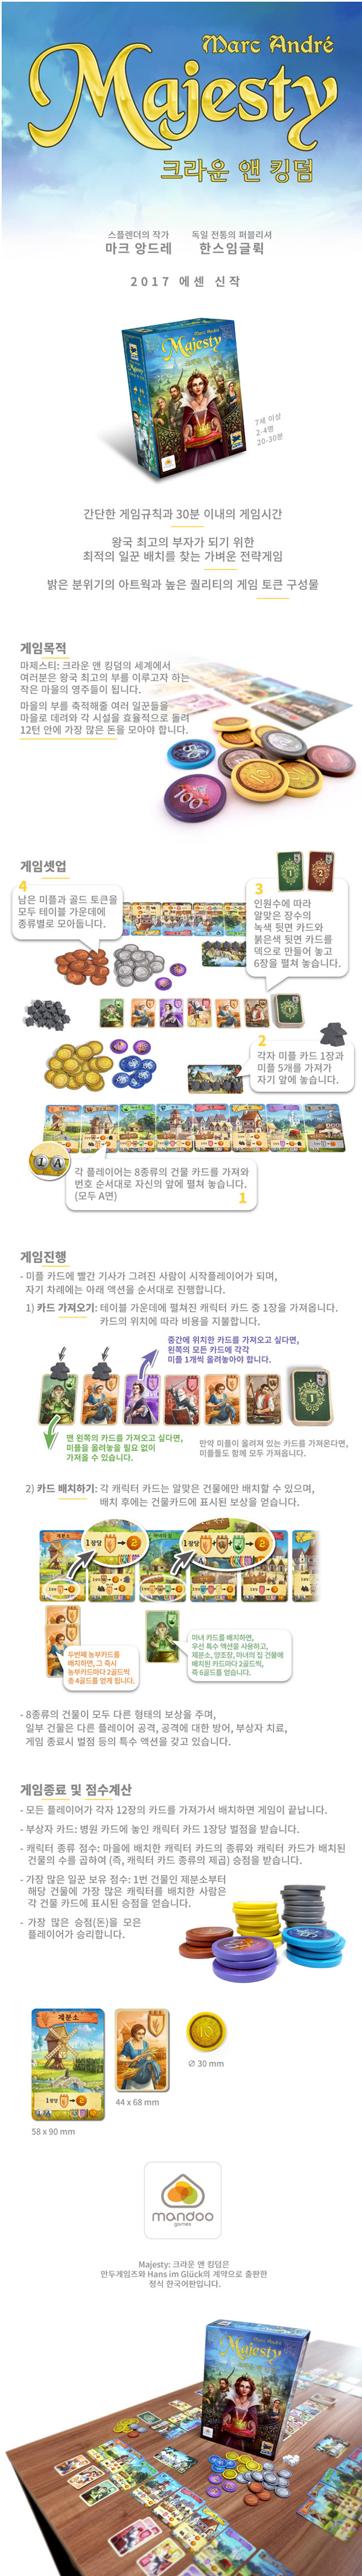 Marc André
Majesty
크라운 앤 킹덤
스플렌더의 작가
마크 앙드레
독일 전통의 퍼블리셔
한스임글뤽
2017 에센 신작
Marc André
Majesty
크라운 앤 킹덤
7세 이상
2-4명
20-30분
간단한 게임규칙과 30분 이내의 게임시간
왕국 최고의 부자가 되기 위한
최적의 일꾼 배치를 찾는 가벼운 전략게임
밝은 분위기의 아트웍과 높은 퀄리티의 게임 토큰 구성물
게임목적
마제스티: 크라운 앤 킹덤의 세계에서
여러분은 왕국 최고의 부를 이루고자 하는
작은 마을의 영주들이 됩니다.
마을의 부를 축적해줄 여러 일꾼들을
마을로 데려와 각 시설을 효율적으로 돌려
12턴 안에 가장 많은 돈을 모아야 합니다.
100
10
게임셋업
4
남은 미플과 골드 토큰을
모두 테이블 가운데에
종류별로 모아둡니다.
1
2
3
인원수에 따라
알맞은 장수의
녹색 뒷면 카드와
붉은색 뒷면 카드를
덱으로 만들어 놓고
6장을 펼쳐 놓습니다.
2
각자 미플 카드 1장과
미플 5개를 가져가
자기 앞에 놓습니다.
1 A
각 플레이어는 8종류의 건물 카드를 가져와
번호 순서대로 자신의 앞에 펼쳐 놓습니다.
(모두 A면)
1
게임진행
- 미플 카드에 빨간 기사가 그려진 사람이 시작플레이어가 되며,
자기 차례에는 아래 액션을 순서대로 진행합니다.
1) 카드 가져오기: 테이블 가운데에 펼쳐진 캐릭터 카드 중 1장을 가져옵니다.
카드의 위치에 따라 비용을 지불합니다.
중간에 위치한 카드를 가져오고 싶다면,
왼쪽의 모든 카드에 각각
미플 1개씩 올려놓아야 합니다.
1
맨 왼쪽의 카드를 가져오고 싶다면,
미플을 올려놓을 필요 없이
가져올 수 있습니다.
만약 미플이 올려져 있는 카드를 가져온다면,
미플들도 함께 모두 가져옵니다.
2) 카드 배치하기: 각 캐릭터 카드는 알맞은 건물에만 배치할 수 있으며,
배치 후에는 건물카드에 표시된 보상을 얻습니다.
제분소
1장당 2
마녀의 집
1장당 2
두번째 농부카드를
배치하면, 그 즉시
농부카드마다 2골드씩
총 4골드를 얻게 됩니다.
마녀 카드를 배치하면,
우선 특수 액션을 사용하고,
제분소, 양조장, 마녀의 집 건물에
배치된 카드마다 2골드씩,
즉 6골드를 얻습니다.
- 8종류의 건물이 모두 다른 형태의 보상을 주며,
일부 건물은 다른 플레이어 공격, 공격에 대한 방어, 부상자 치료,
게임 종료시 벌점 등의 특수 액션을 갖고 있습니다.
게임종료 및 점수계산
- 모든 플레이어가 각자 12장의 카드를 가져가서 배치하면 게임이 끝납니다.
- 부상자 카드: 병원 카드에 놓인 캐릭터 카드 1장당 벌점을 받습니다.
- 캐릭터 종류 점수: 마을에 배치한 캐릭터 카드의 종류와 캐릭터 카드가 배치된
건물의 수를 곱하여 (즉, 캐릭터 카드 종류의 제곱) 승점을 받습니다.
- 가장 많은 일꾼 보유 점수: 1번 건물인 제분소부터
해당 건물에 가장 많은 캐릭터를 배치한 사람은
각 건물 카드에 표시된 승점을 얻습니다.
- 가장 많은 승점(돈)을 모은
플레이어가 승리합니다.
제분소
1장당 2
1 A
10
∅ 30 mm
44 x 68 mm
58 x 90 mm
mandoo
games
Majesty: 크라운 앤 킹덤은
만두게임즈와 Hans im Glück의 계약으로 출판한
정식 한국어판입니다.
Marc André
Majesty
크라운 앤 킹덤